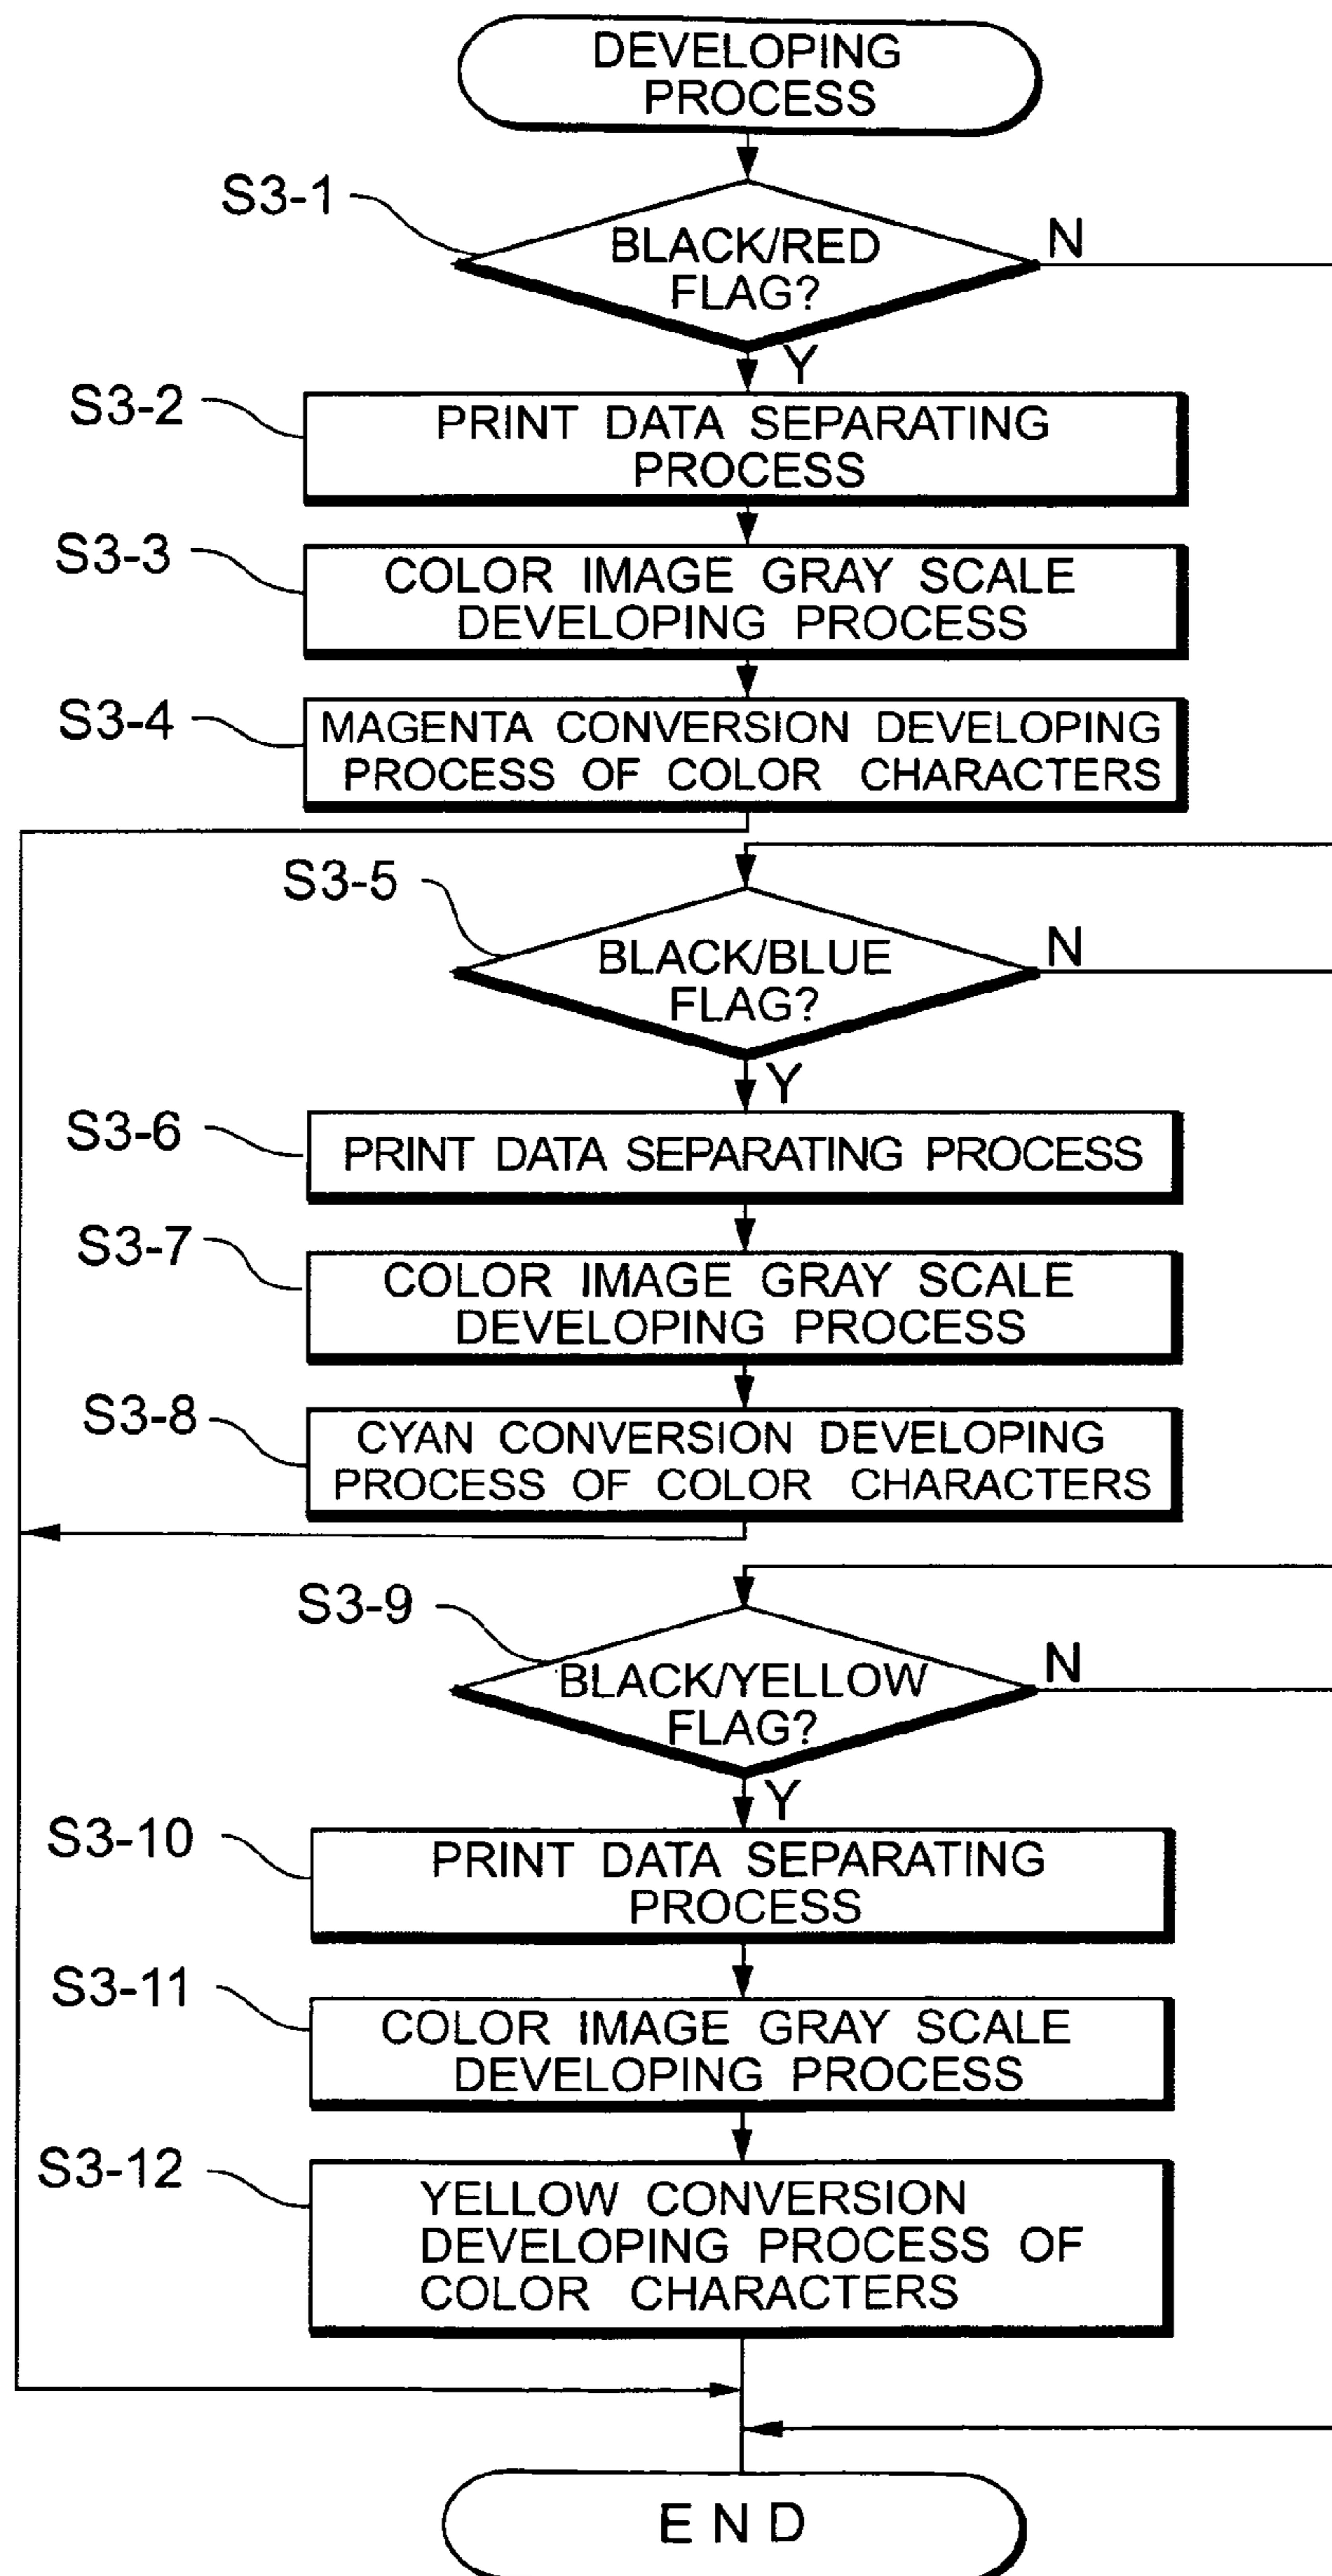 DEVELOPING
PROCESS
S3-1
BLACK/RED
FLAG?
N
Y
S3-2
PRINT DATA SEPARATING
PROCESS
S3-3
COLOR IMAGE GRAY SCALE
DEVELOPING PROCESS
S3-4
MAGENTA CONVERSION DEVELOPING
PROCESS OF COLOR CHARACTERS
S3-5
BLACK/BLUE
FLAG?
N
Y
S3-6
PRINT DATA SEPARATING PROCESS
S3-7
COLOR IMAGE GRAY SCALE
DEVELOPING PROCESS
S3-8
CYAN CONVERSION DEVELOPING
PROCESS OF COLOR CHARACTERS
S3-9
BLACK/YELLOW
FLAG?
N
Y
S3-10
PRINT DATA SEPARATING
PROCESS
S3-11
COLOR IMAGE GRAY SCALE
DEVELOPING PROCESS
S3-12
YELLOW CONVERSION
DEVELOPING PROCESS OF
COLOR CHARACTERS
END